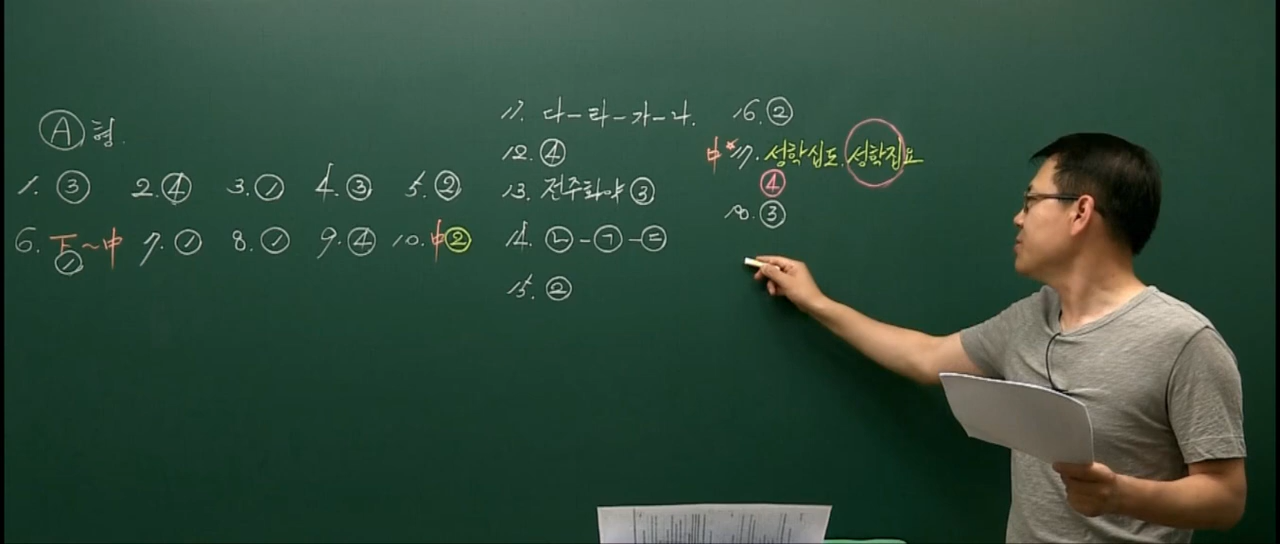 Ⓐ형.
1. ③ 2. ④ 3. ① 4. ③ 5. ②
6. 下~中 ① 7. ① 8. ① 9. ④ 10. 中 ②
11. 다-라-가-나.
12. ④
13. 전주화약 ③
14. ㉡-㉠-㉢
15. ②
16. ②
中* 17. 성학십도 성학집요
④
18. ③